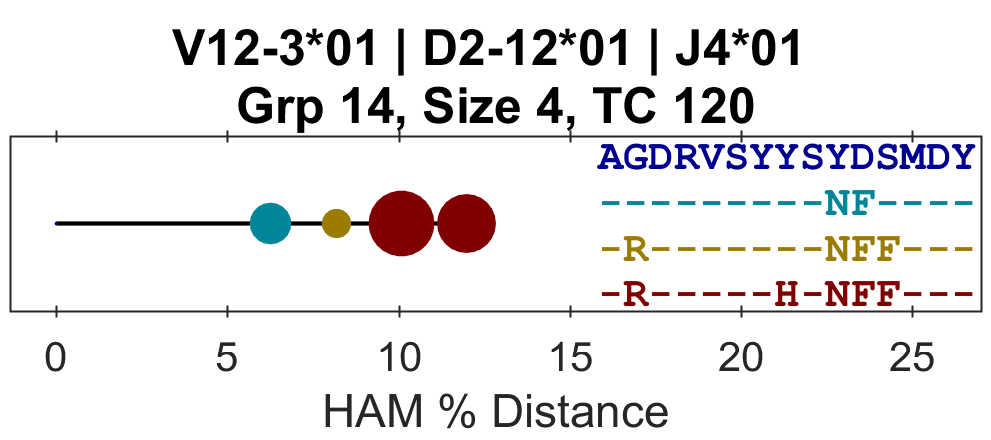 V12-3*01 | D2-12*01 | J4*01
Grp 14, Size 4, TC 120
AGDRVSYYSYDSMDY
---------NF----
-R-------NFF---
-R-----H-NFF---
0 5 10 15 20 25
HAM % Distance